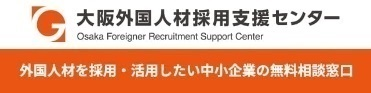 大阪外国人材採用支援センター
Osaka Foreigner Recruitment Support Center
外国人材を採用・活用したい中小企業の無料相談窓口